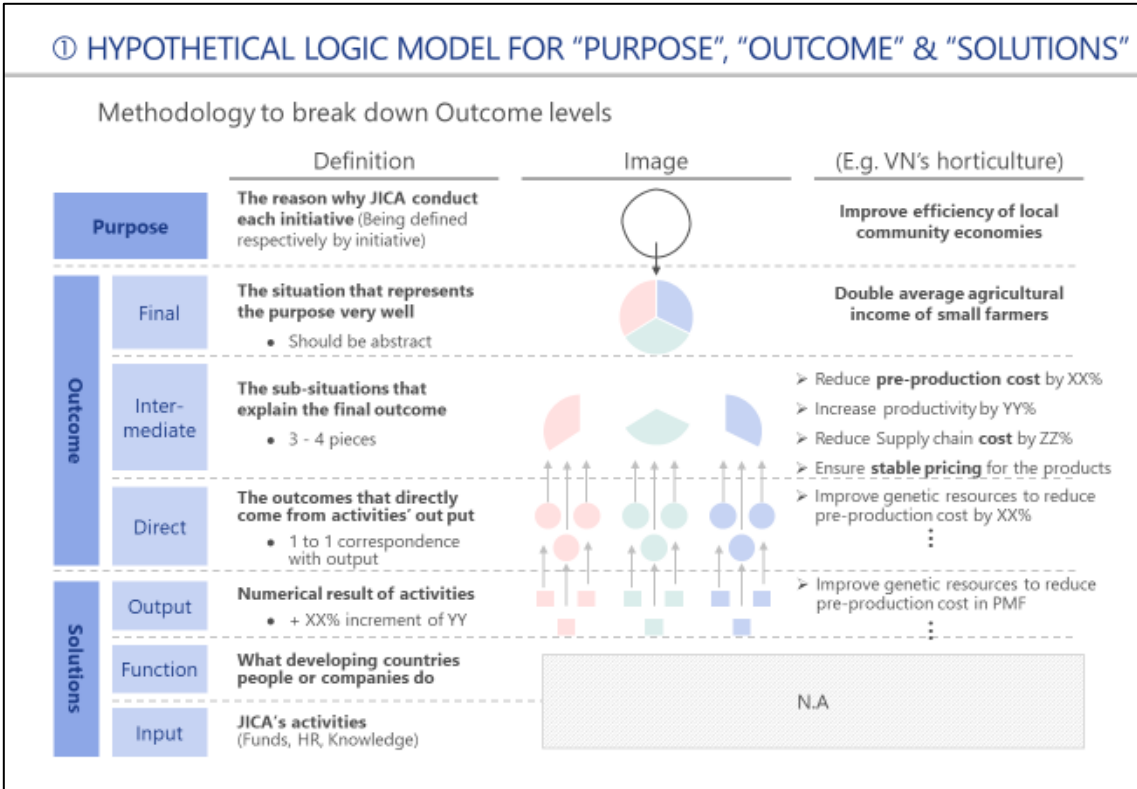 ① HYPOTHETICAL LOGIC MODEL FOR “PURPOSE”, “OUTCOME” & “SOLUTIONS”
Methodology to break down Outcome levels
Definition
Image
(E.g. VN’s horticulture)
Purpose
The reason why JICA conduct
each initiative (Being defined
respectively by initiative)
Improve efficiency of local
community economies
Outcome
Final
The situation that represents
the purpose very well
• Should be abstract
Double average agricultural
income of small farmers
Inter-
mediate
The sub-situations that
explain the final outcome
• 3 - 4 pieces
➢ Reduce pre-production cost by XX%
➢ Increase productivity by YY%
➢ Reduce Supply chain cost by ZZ%
➢ Ensure stable pricing for the products
Direct
The outcomes that directly
come from activities’ out put
• 1 to 1 correspondence
with output
➢ Improve genetic resources to reduce
pre-production cost by XX%
Solutions
Output
Numerical result of activities
• + XX% increment of YY
➢ Improve genetic resources to reduce
pre-production cost in PMF
Function
What developing countries
people or companies do
N.A
Input
JICA’s activities
(Funds, HR, Knowledge)